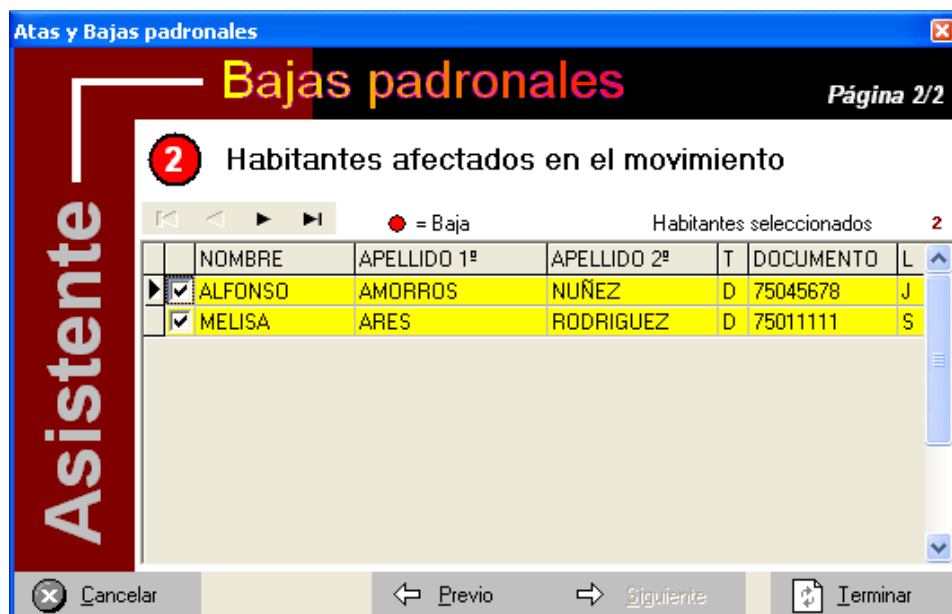 Atas y Bajas padronales
Bajas padronales
Página 2/2
Asistente
2 Habitantes afectados en el movimiento
= Baja Habitantes seleccionados 2
NOMBRE APELLIDO 1º APELLIDO 2º T DOCUMENTO L
ALFONSO AMORROS NUÑEZ D 75045678 J
MELISA ARES RODRIGUEZ D 75011111 S
Cancelar Previo Siguiente Terminar